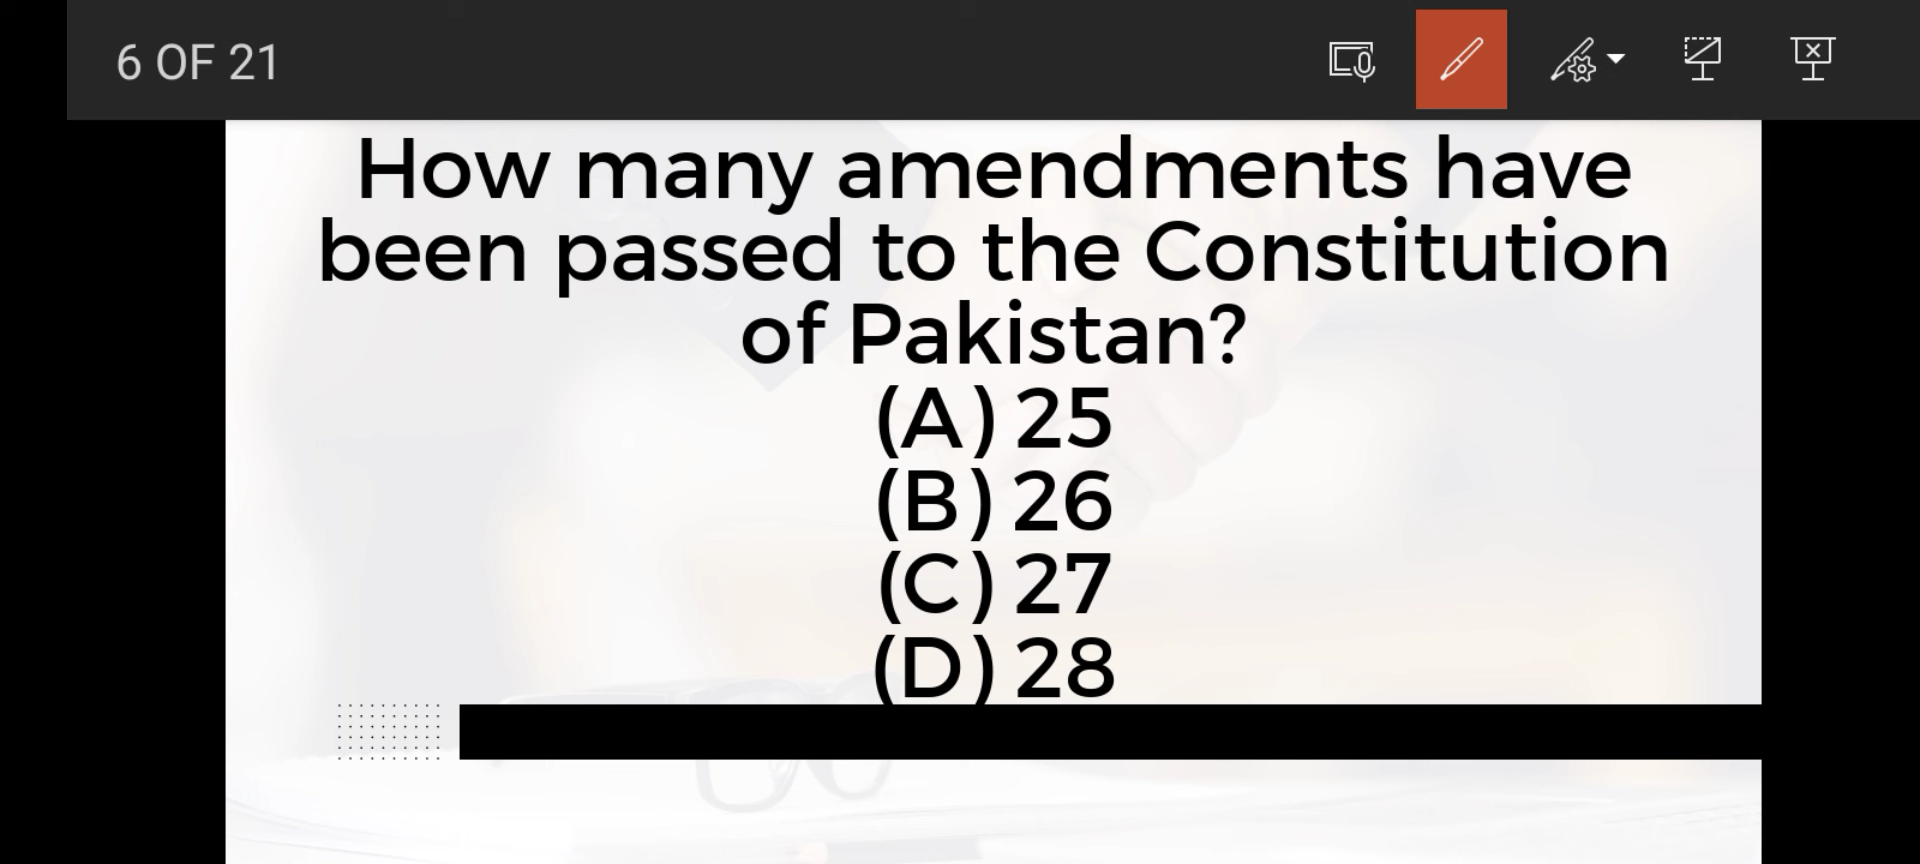 6 OF 21
How many amendments have
been passed to the Constitution
of Pakistan?
(A) 25
(B) 26
(C) 27
(D) 28